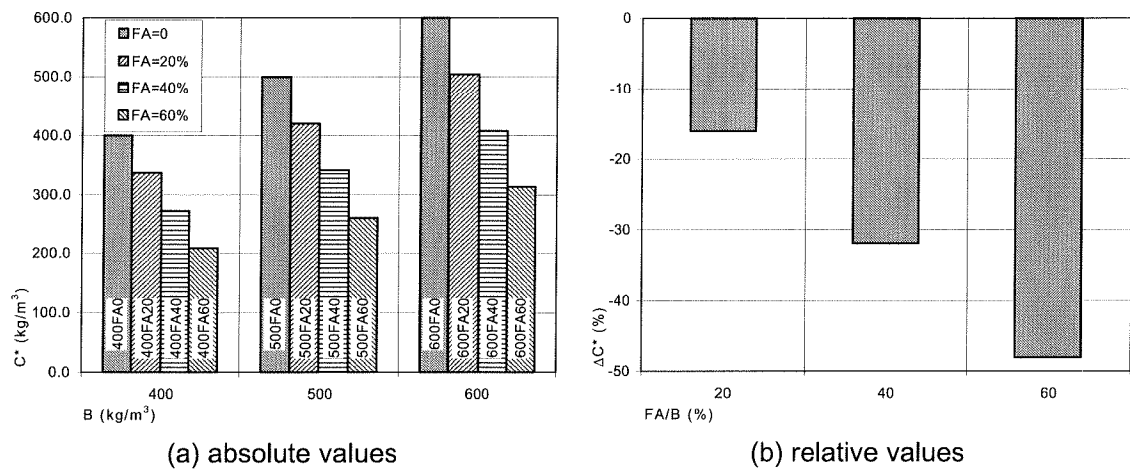 600.0
500.0
400.0
300.0
200.0
100.0
0.0
C* (kg/m³)
FA=0
FA=20%
FA=40%
FA=60%
400FA0
400FA20
400FA40
400FA60
500FA0
500FA20
500FA40
500FA60
600FA0
600FA20
600FA40
600FA60
400 500 600
B (kg/m³)
(a) absolute values
0
-10
-20
-30
-40
-50
ΔC* (%)
20 40 60
FA/B (%)
(b) relative values